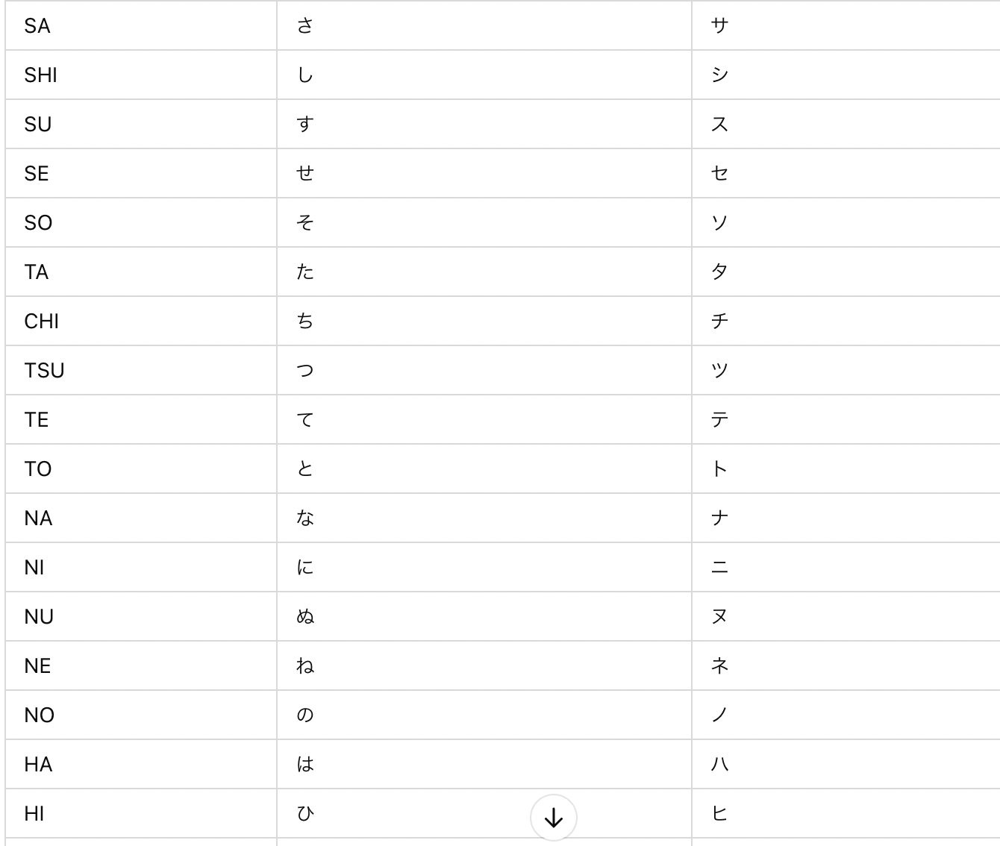 SA さ サ
SHI し シ
SU す ス
SE せ セ
SO そ ソ
TA た タ
CHI ち チ
TSU つ ツ
TE て テ
TO と ト
NA な ナ
NI に ニ
NU ぬ ヌ
NE ね ネ
NO の ノ
HA は ハ
HI ひ ヒ